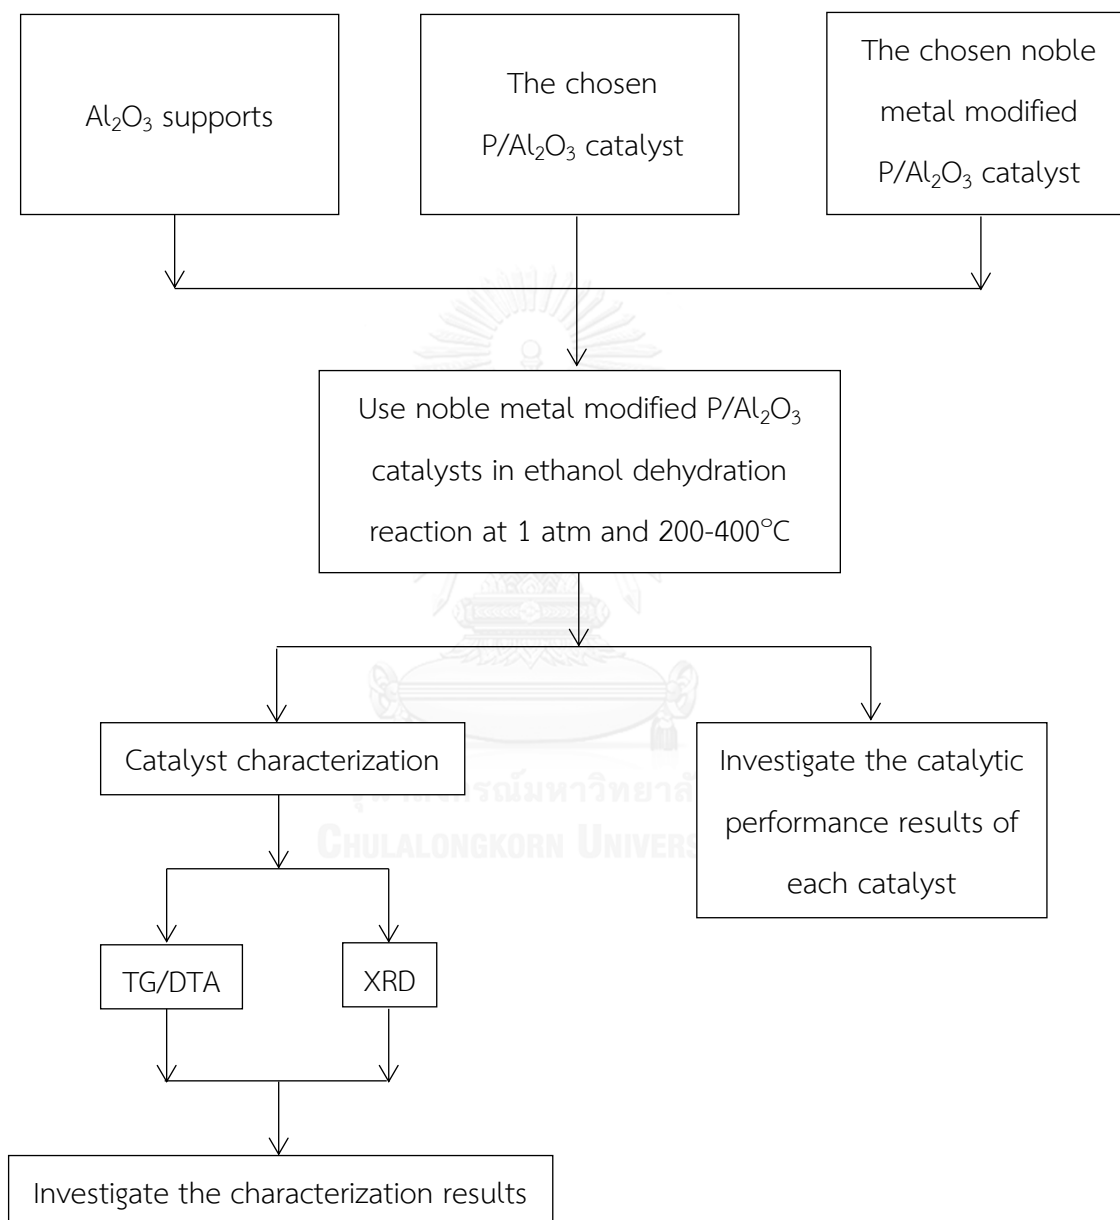 Al₂O₃ supports
The chosen
P/Al₂O₃ catalyst
The chosen noble
metal modified
P/Al₂O₃ catalyst
Use noble metal modified P/Al₂O₃
catalysts in ethanol dehydration
reaction at 1 atm and 200-400°C
Catalyst characterization
Investigate the catalytic
performance results of
each catalyst
CHULALONGKORN UNIVERS
TG/DTA
XRD
Investigate the characterization results